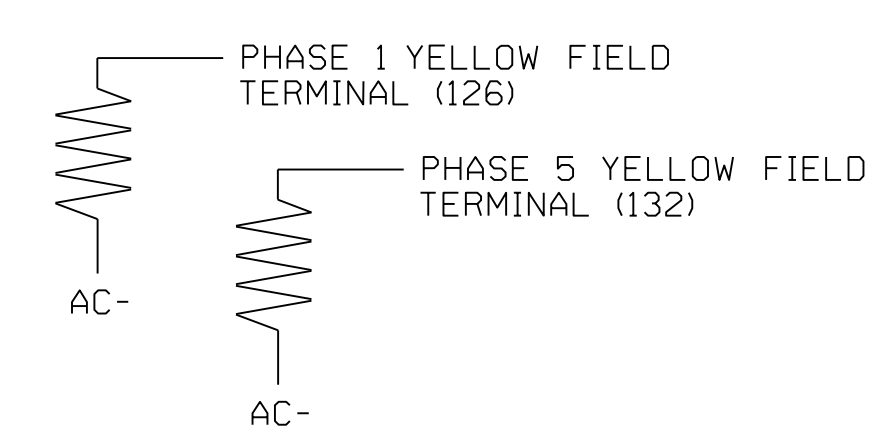 PHASE 1 YELLOW FIELD
TERMINAL (126)
AC-
PHASE 5 YELLOW FIELD
TERMINAL (132)
AC-